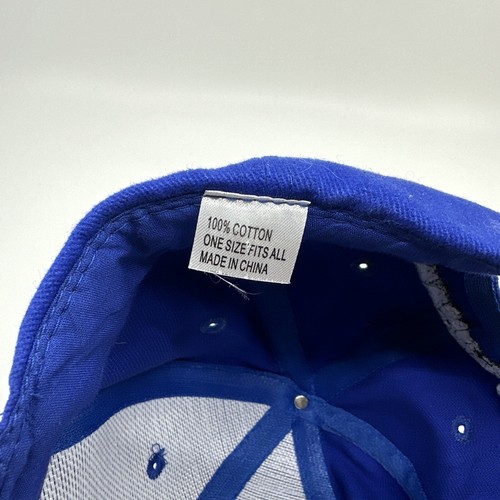 100% COTTON
ONE SIZE FITS ALL
MADE IN CHINA